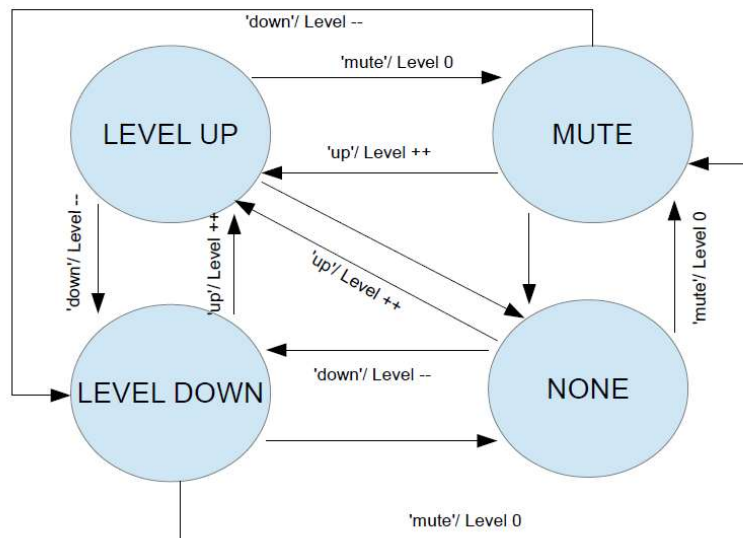 'down'/ Level --
'mute'/ Level 0
LEVEL UP
MUTE
'up'/ Level ++
'down'/ Level --
'up'/ Level ++
'up'/ Level ++
'mute'/ Level 0
'down'/ Level --
LEVEL DOWN
NONE
'mute'/ Level 0